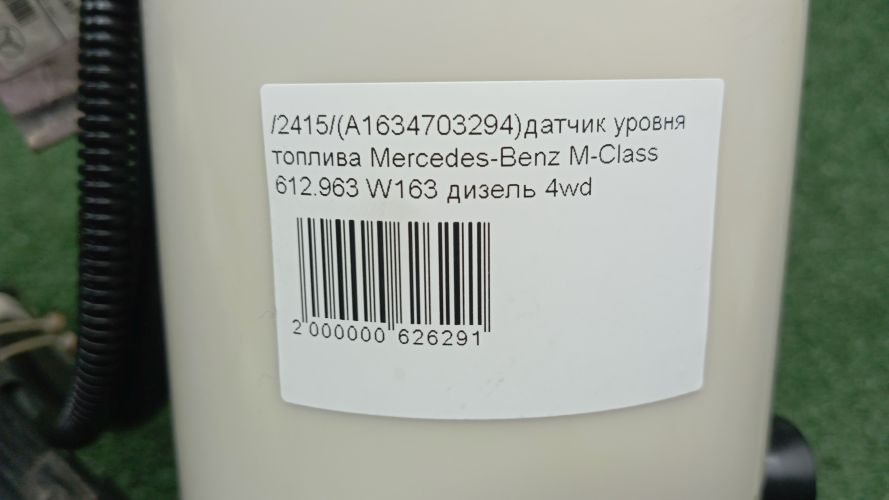 /2415/(A1634703294)датчик уровня
топлива Mercedes-Benz M-Class
612.963 W163 дизель 4wd
2 000000 626291